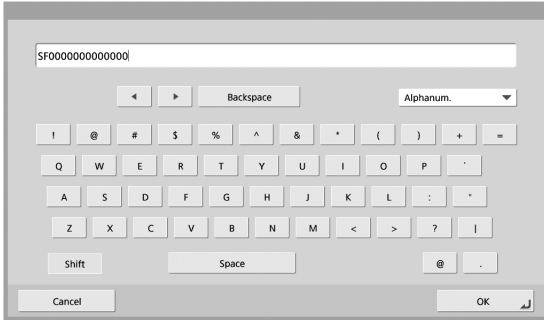 SF0000000000000
◀ ▶ Backspace Alphanum. ▼
! @ # $ % ^ & * ( ) + =
Q W E R T Y U I O P `
A S D F G H J K L : "
Z X C V B N M < > ? |
Shift Space @ .
Cancel OK